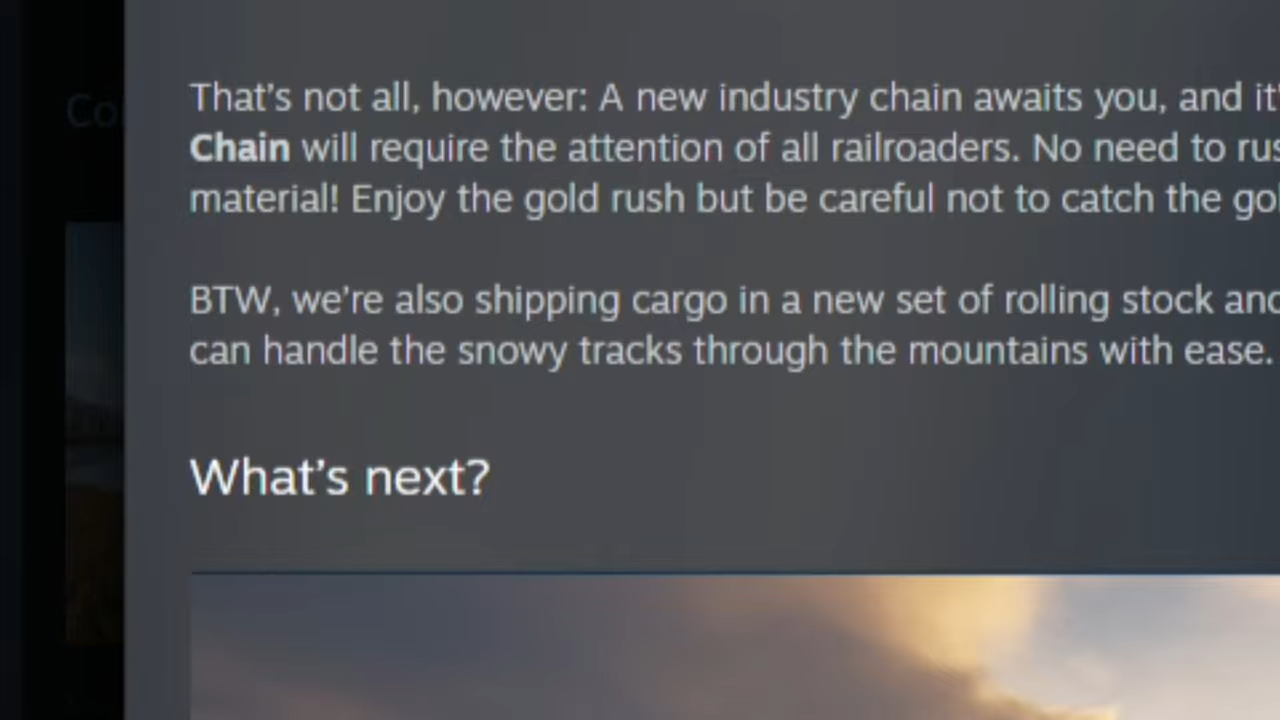 That's not all, however: A new industry chain awaits you, and it'
Chain will require the attention of all railroaders. No need to rus
material! Enjoy the gold rush but be careful not to catch the gol
BTW, we're also shipping cargo in a new set of rolling stock and
can handle the snowy tracks through the mountains with ease.
What's next?